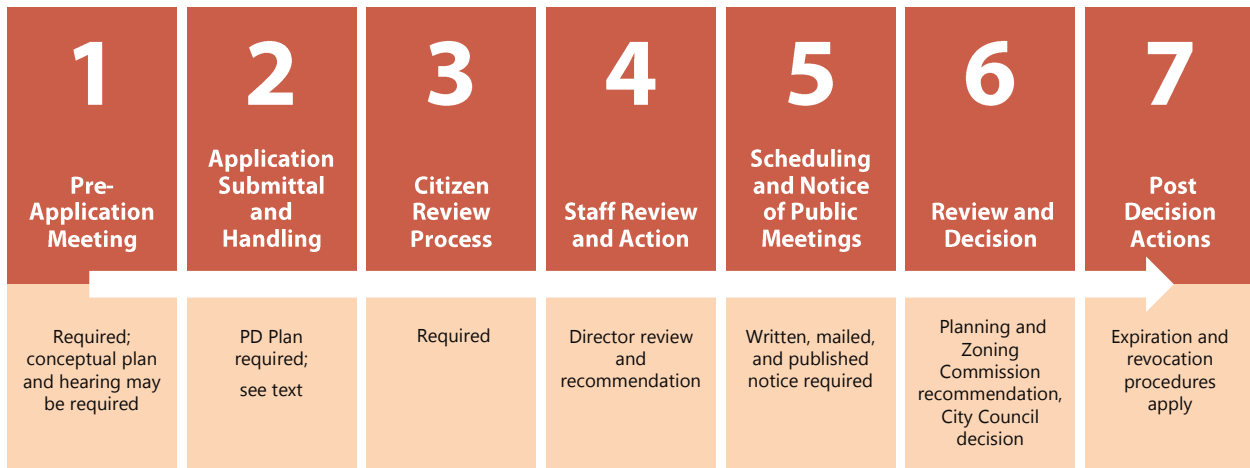 1
Pre-
Application
Meeting
Required;
conceptual plan
and hearing may
be required
2
Application
Submittal
and
Handling
PD Plan
required;
see text
3
Citizen
Review
Process
Required
4
Staff Review
and Action
Director review
and
recommendation
5
Scheduling
and Notice
of Public
Meetings
Written, mailed,
and published
notice required
6
Review and
Decision
Planning and
Zoning
Commission
recommendation,
City Council
decision
7
Post
Decision
Actions
Expiration and
revocation
procedures
apply